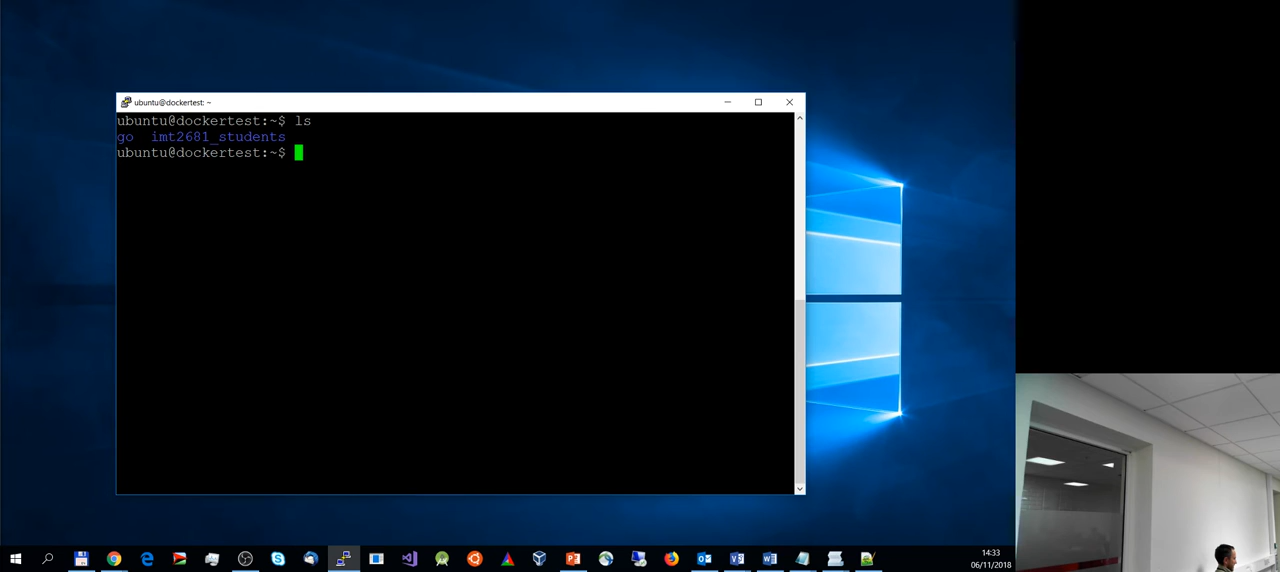 ubuntu@dockertest: ~
ubuntu@dockertest:~$ ls
go imt2681_students
ubuntu@dockertest:~$
14:33
06/11/2018